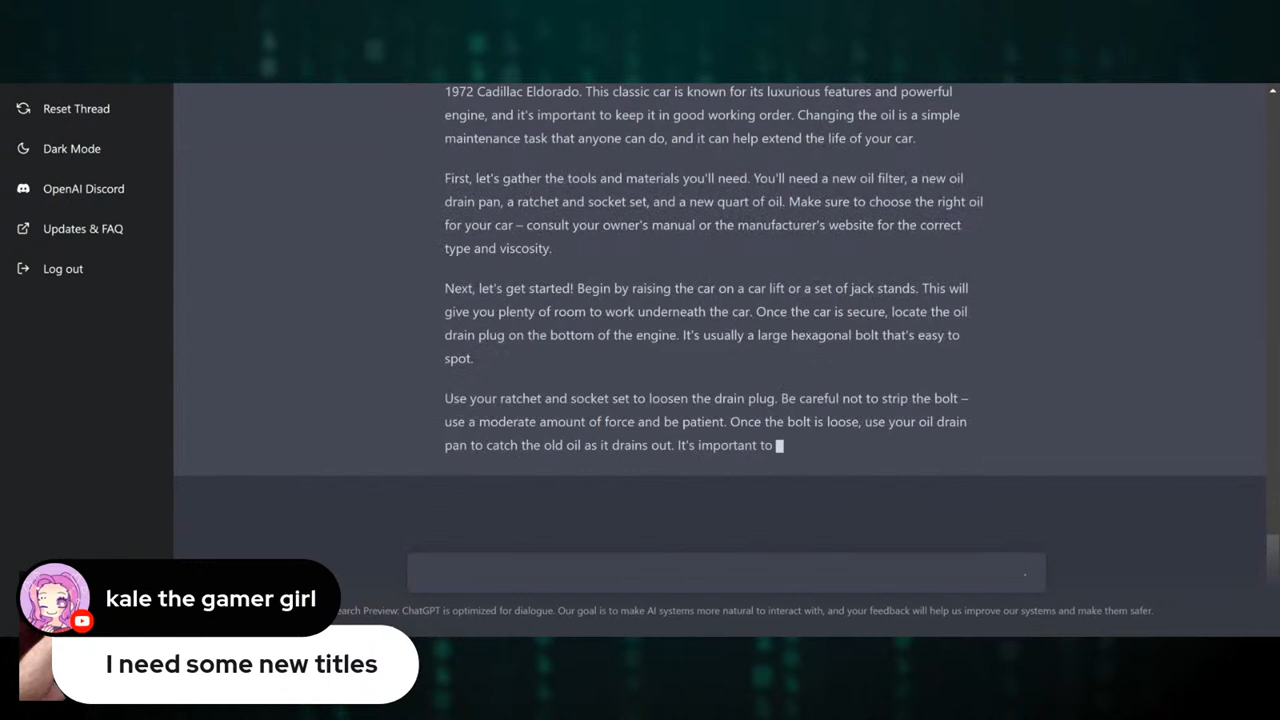 Reset Thread
Dark Mode
OpenAI Discord
Updates & FAQ
Log out
1972 Cadillac Eldorado. This classic car is known for its luxurious features and powerful
engine, and it's important to keep it in good working order. Changing the oil is a simple
maintenance task that anyone can do, and it can help extend the life of your car.
First, let's gather the tools and materials you'll need. You'll need a new oil filter, a new oil
drain pan, a ratchet and socket set, and a new quart of oil. Make sure to choose the right oil
for your car – consult your owner's manual or the manufacturer's website for the correct
type and viscosity.
Next, let's get started! Begin by raising the car on a car lift or a set of jack stands. This will
give you plenty of room to work underneath the car. Once the car is secure, locate the oil
drain plug on the bottom of the engine. It's usually a large hexagonal bolt that's easy to
spot.
Use your ratchet and socket set to loosen the drain plug. Be careful not to strip the bolt –
use a moderate amount of force and be patient. Once the bolt is loose, use your oil drain
pan to catch the old oil as it drains out. It's important to
Preview: ChatGPT is optimized for dialogue. Our goal is to make AI systems more natural to interact with, and your feedback will help us improve our systems and make them safer.
kale the gamer girl
I need some new titles